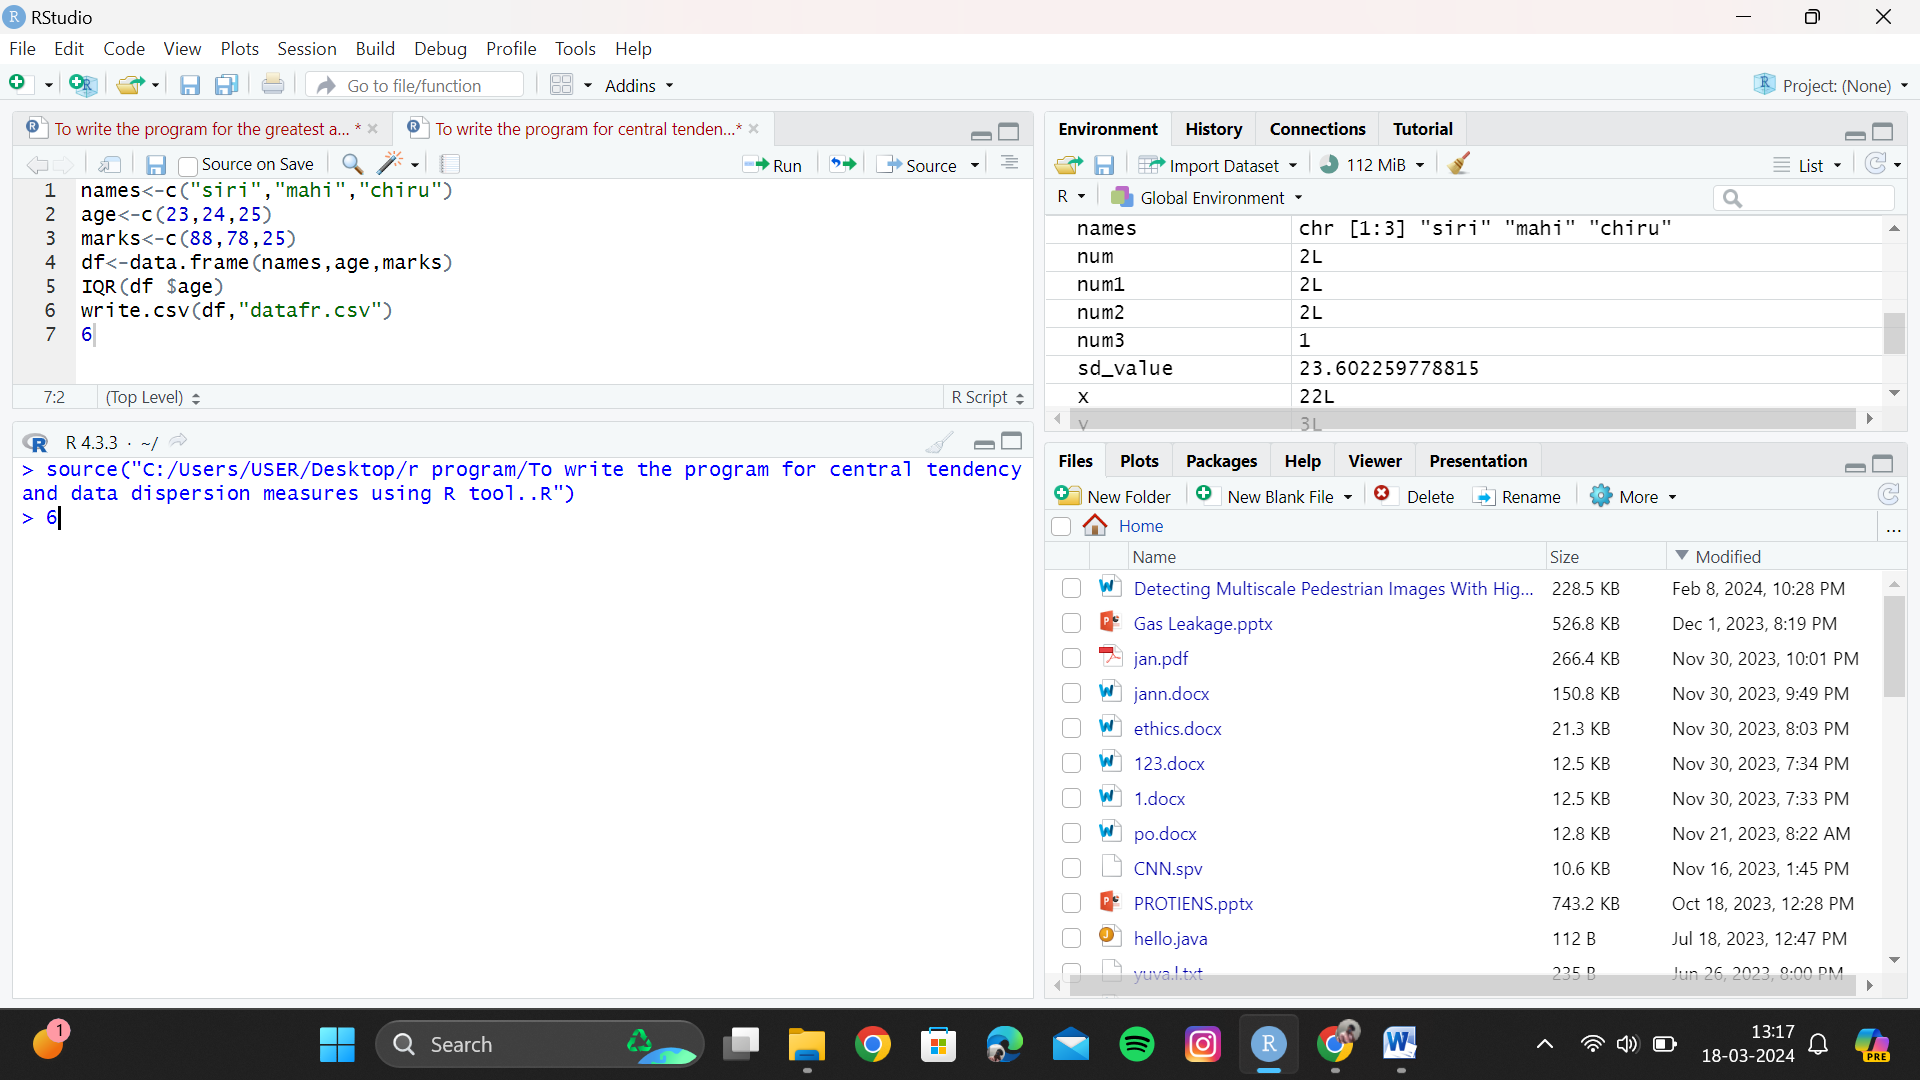 RStudio
File Edit Code View Plots Session Build Debug Profile Tools Help
Go to file/function Addins Project: (None)
To write the program for the greatest a... * To write the program for central tenden...*
Source on Save Run Source
1 names<-c("siri","mahi","chiru")
2 age<-c(23,24,25)
3 marks<-c(88,78,25)
4 df<-data.frame(names,age,marks)
5 IQR(df $age)
6 write.csv(df,"datafr.csv")
7 6
7:2 (Top Level) R Script
R 4.3.3 · ~/
> source("C:/Users/USER/Desktop/r program/To write the program for central tendency
and data dispersion measures using R tool..R")
> 6
Environment History Connections Tutorial
Import Dataset 112 MiB List
R Global Environment
names chr [1:3] "siri" "mahi" "chiru"
num 2L
num1 2L
num2 2L
num3 1
sd_value 23.602259778815
x 22L
y 3L
Files Plots Packages Help Viewer Presentation
New Folder New Blank File Delete Rename More
Home ...
Name Size Modified
Detecting Multiscale Pedestrian Images With Hig... 228.5 KB Feb 8, 2024, 10:28 PM
Gas Leakage.pptx 526.8 KB Dec 1, 2023, 8:19 PM
jan.pdf 266.4 KB Nov 30, 2023, 10:01 PM
jann.docx 150.8 KB Nov 30, 2023, 9:49 PM
ethics.docx 21.3 KB Nov 30, 2023, 8:03 PM
123.docx 12.5 KB Nov 30, 2023, 7:34 PM
1.docx 12.5 KB Nov 30, 2023, 7:33 PM
po.docx 12.8 KB Nov 21, 2023, 8:22 AM
CNN.spv 10.6 KB Nov 16, 2023, 1:45 PM
PROTIENS.pptx 743.2 KB Oct 18, 2023, 12:28 PM
hello.java 112 B Jul 18, 2023, 12:47 PM
yuva.l.txt 235 B Jun 26, 2023, 8:00 PM
1 Search 13:17
18-03-2024 PRE